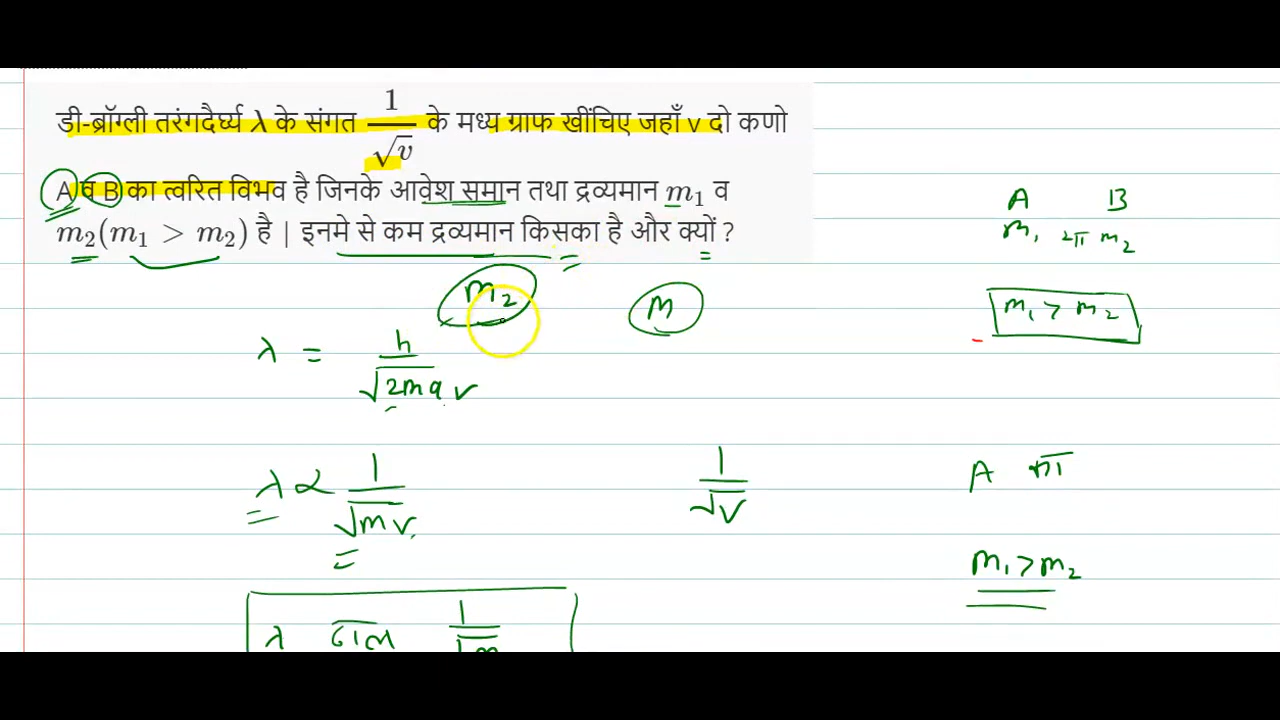 डी-ब्रॉग्ली तरंगदैर्घ्य λ के संगत 1/√v के मध्य ग्राफ खींचिए जहाँ v दो कणो
A व B का त्वरित विभव है जिनके आवेश समान तथा द्रव्यमान m₁ व
m₂(m₁ > m₂) है | इनमे से कम द्रव्यमान किसका है और क्यों ?
A B
m₁ m₂
m₁ > m₂
m₂ m
λ = h/√2mqv
λ ∝ 1/√mv
1/√v
A
m₁ > m₂
λ ढाल 1/√m